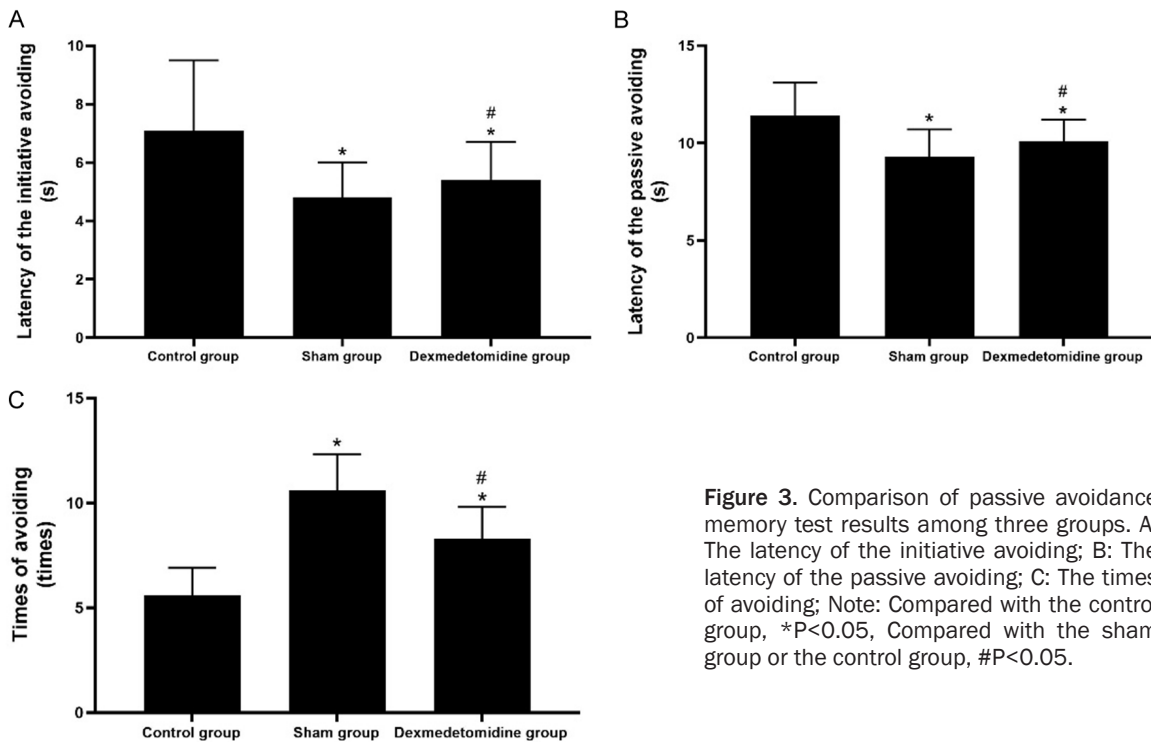 A
Latency of the initiative avoiding
(s)
10
8
6
4
2
0
*
#
*
Control group
Sham group
Dexmedetomidine group
B
Latency of the passive avoiding
(s)
15
10
5
0
*
#
*
Control group
Sham group
Dexmedetomidine group
C
Times of avoiding
(times)
15
10
5
0
*
#
*
Control group
Sham group
Dexmedetomidine group
Figure 3. Comparison of passive avoidance
memory test results among three groups. A
The latency of the initiative avoiding; B: The
latency of the passive avoiding; C: The times
of avoiding; Note: Compared with the control
group, *P<0.05, Compared with the sham
group or the control group, #P<0.05.